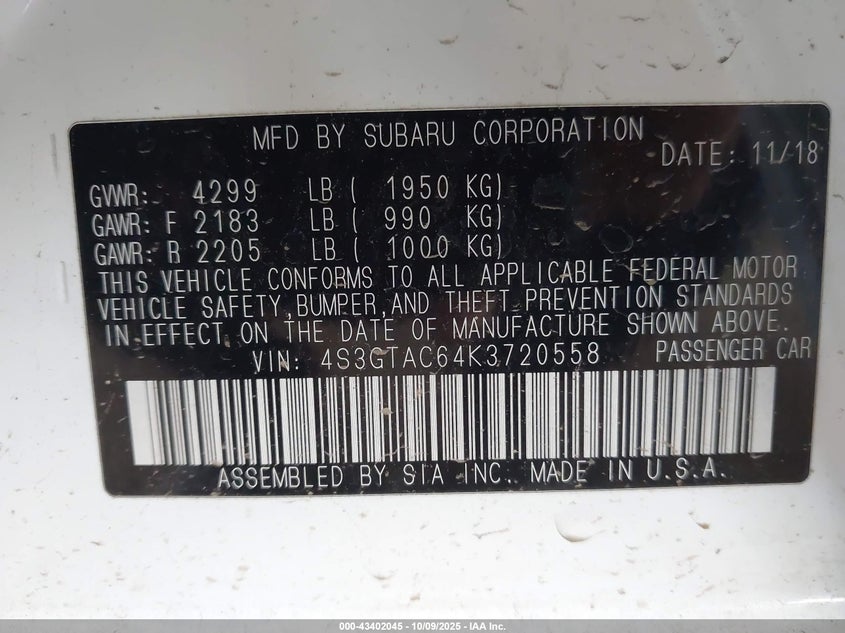 MFD BY SUBARU CORPORATION
DATE: 11/18
GVWR: 4299 LB ( 1950 KG)
GAWR: F 2183 LB ( 990 KG)
GAWR: R 2205 LB ( 1000 KG)
THIS VEHICLE CONFORMS TO ALL APPLICABLE FEDERAL MOTOR
VEHICLE SAFETY, BUMPER, AND THEFT PREVENTION STANDARDS
IN EFFECT ON THE DATE OF MANUFACTURE SHOWN ABOVE.
VIN: 4S3GTAC64K3720558 PASSENGER CAR
ASSEMBLED BY SIA INC. MADE IN U.S.A.
000-43402045 - 10/09/2025 - IAA Inc.